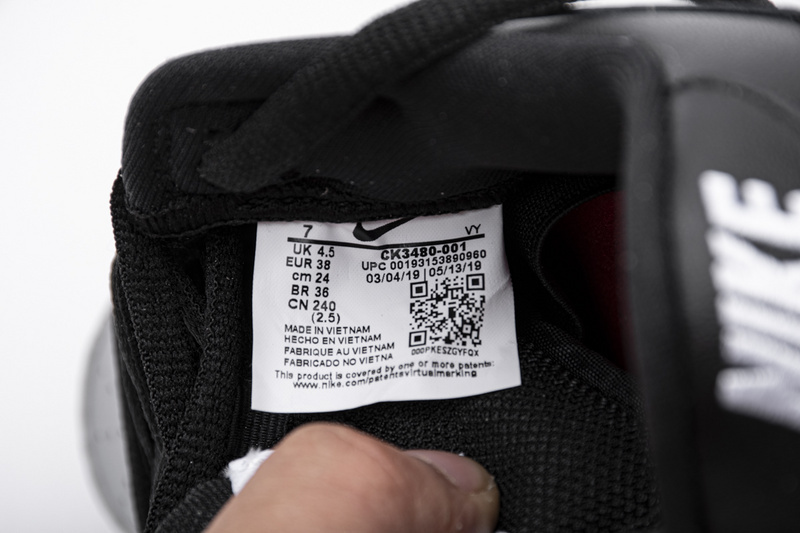 7 VY
UK 4.5
EUR 38
cm 24
BR 36
CN 240
(2.5)
CK3480-001
UPC 00193153890960
03/04/19 05/13/19
000PKESZGYFQX
MADE IN VIETNAM
HECHO EN VIETNAM
FABRIQUE AU VIETNAM
FABRICADO NO VIETNA
This product is covered by one or more patents:
www.nike.com/patentsvirtualmarking
NIKE